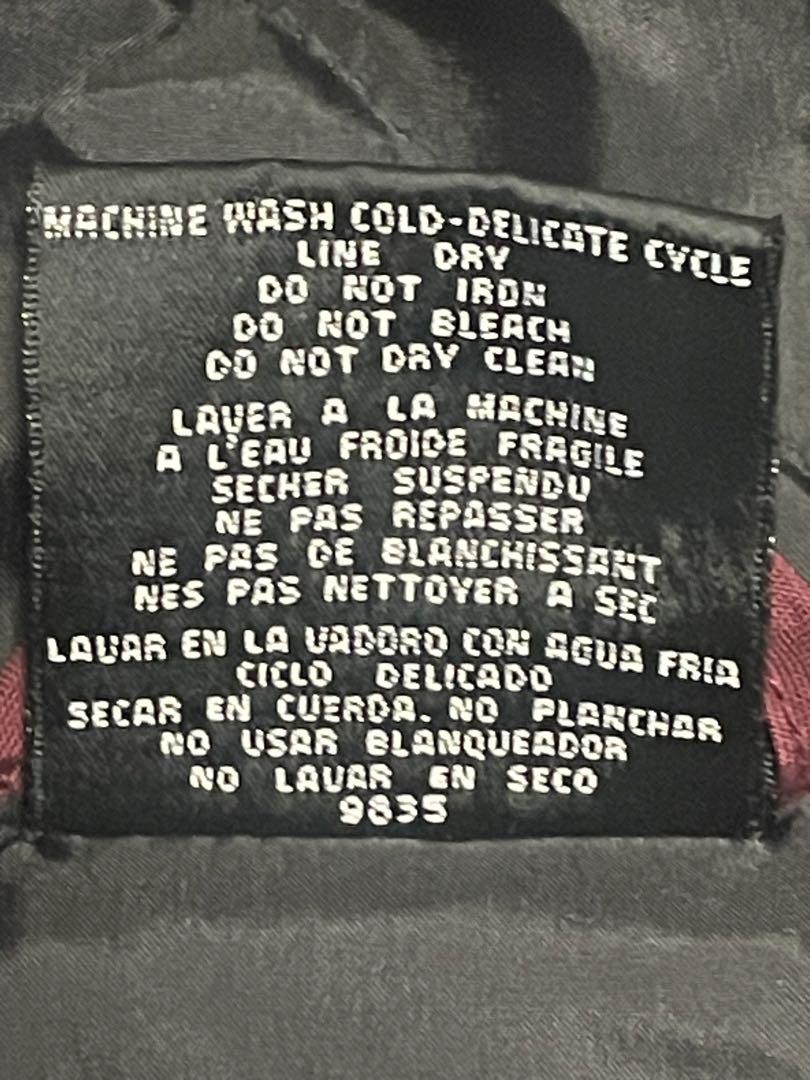 MACHINE WASH COLD-DELICATE CYCLE
LINE DRY
DO NOT IRON
DO NOT BLEACH
DO NOT DRY CLEAN
LAVER A LA MACHINE
A L'EAU FROIDE FRAGILE
SECHER SUSPENDU
NE PAS REPASSER
NE PAS DE BLANCHISSANT
NES PAS NETTOYER A SEC
LAVAR EN LA VADORO CON AGUA FRIA
CICLO DELICADO
SECAR EN CUERDA. NO PLANCHAR
NO USAR BLANQUEADOR
NO LAVAR EN SECO
9835